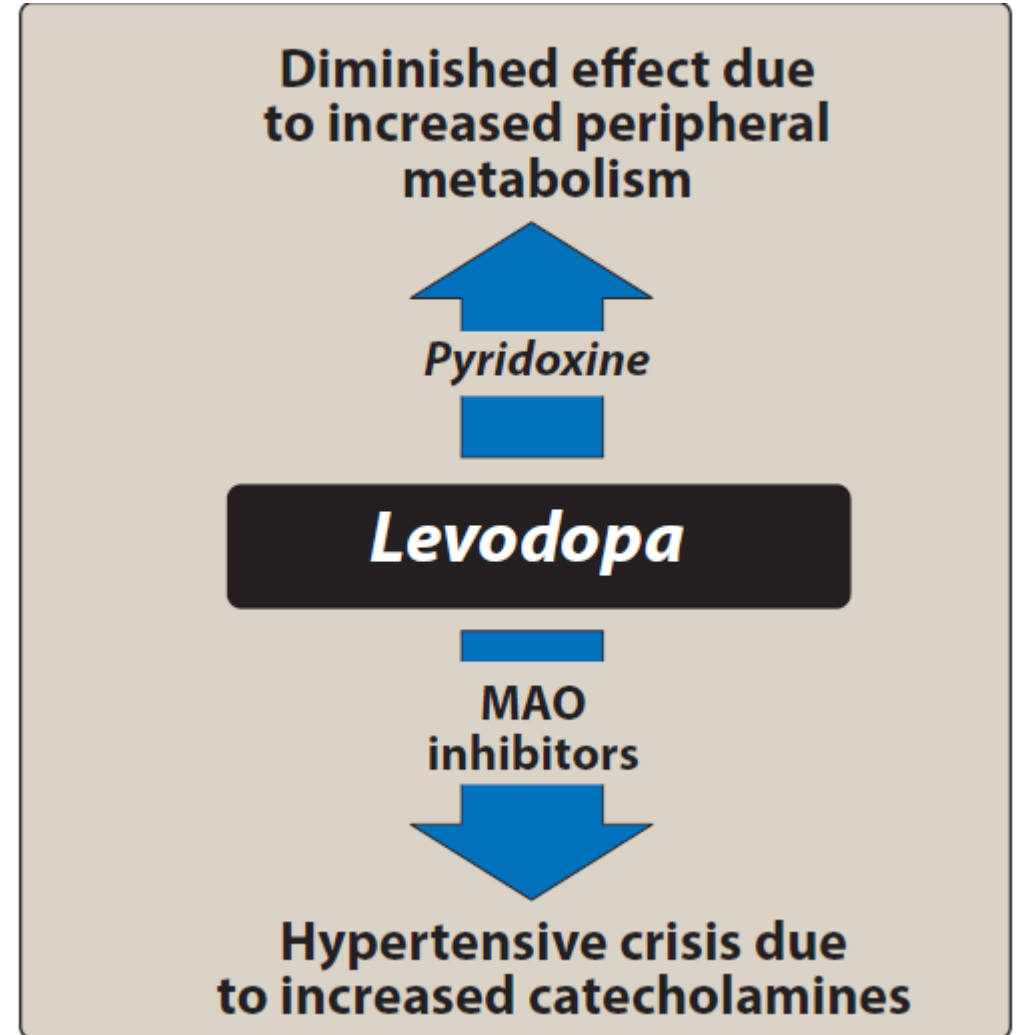 Diminished effect due
to increased peripheral
metabolism
Pyridoxine
Levodopa
MAO
inhibitors
Hypertensive crisis due
to increased catecholamines